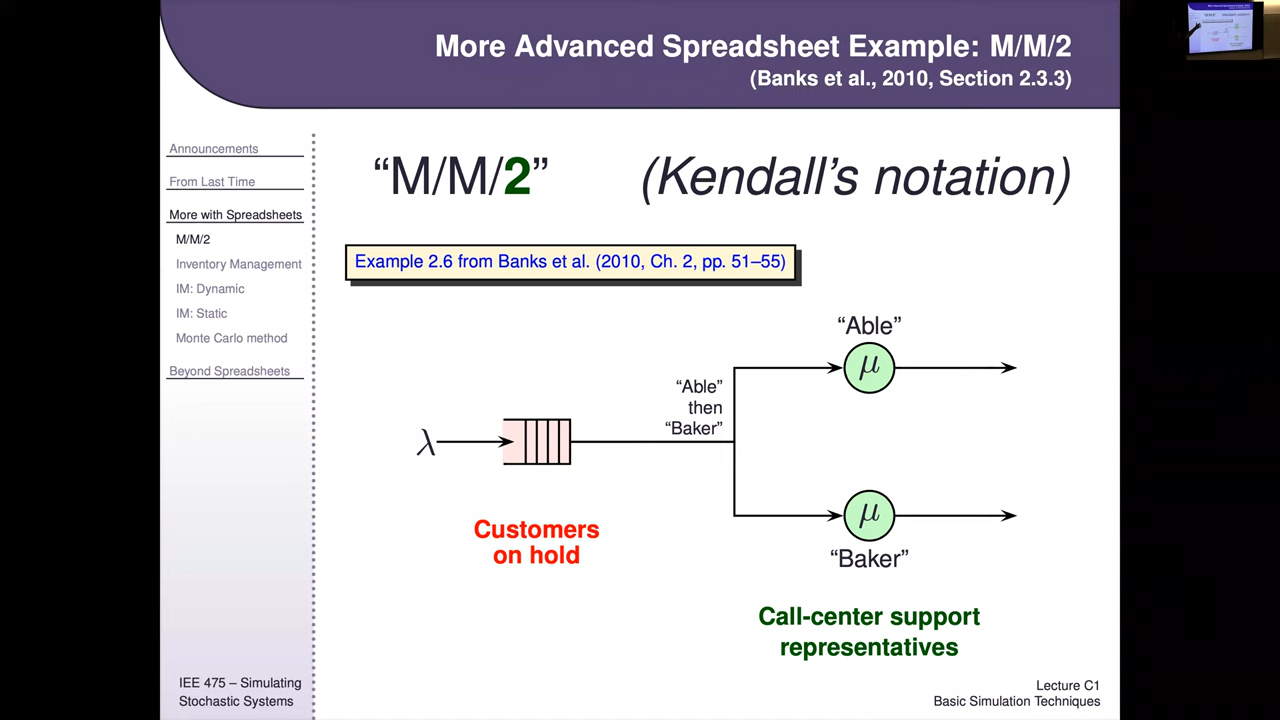 More Advanced Spreadsheet Example: M/M/2
(Banks et al., 2010, Section 2.3.3)
Announcements
From Last Time
More with Spreadsheets
M/M/2
Inventory Management
IM: Dynamic
IM: Static
Monte Carlo method
Beyond Spreadsheets
“M/M/2” (Kendall’s notation)
Example 2.6 from Banks et al. (2010, Ch. 2, pp. 51–55)
“Able”
μ
“Able”
then
“Baker”
λ
μ
“Baker”
Customers
on hold
Call-center support
representatives
IEE 475 – Simulating
Stochastic Systems
Lecture C1
Basic Simulation Techniques